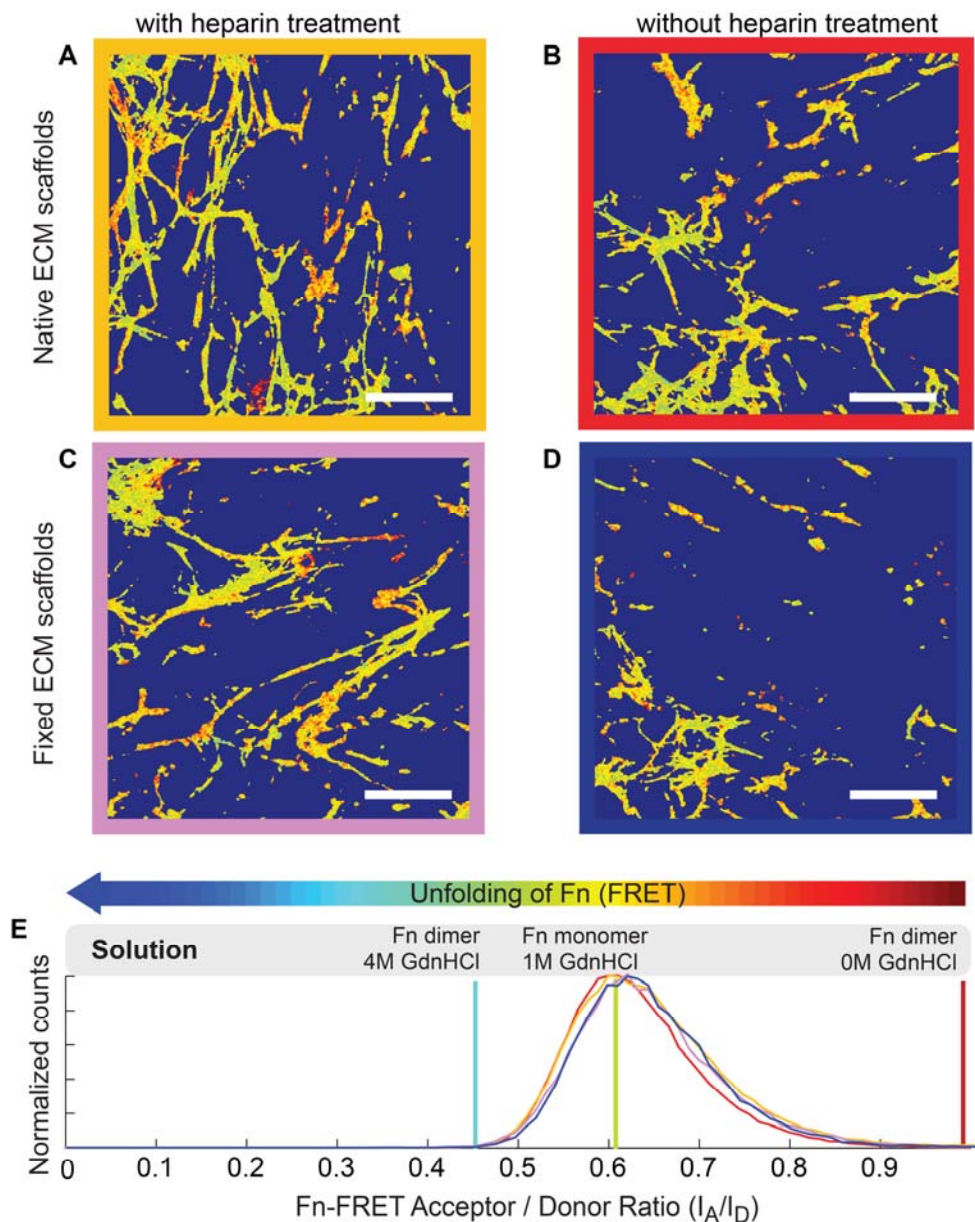 with heparin treatment
without heparin treatment
A
B
Native ECM scaffolds
C
D
Fixed ECM scaffolds
Unfolding of Fn (FRET)
E
Solution
Fn dimer
4M GdnHCl
Fn monomer
1M GdnHCl
Fn dimer
0M GdnHCl
Normalized counts
0 0.1 0.2 0.3 0.4 0.5 0.6 0.7 0.8 0.9
Fn-FRET Acceptor / Donor Ratio (I_A/I_D)